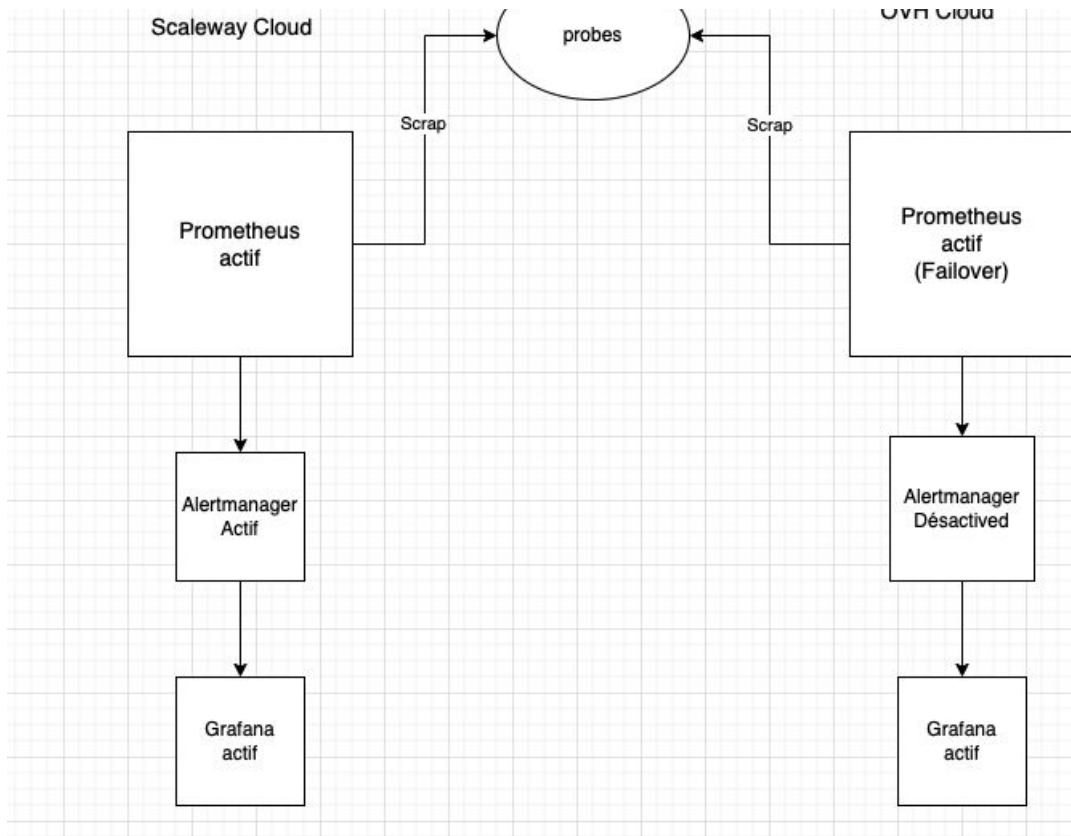 Scaleway Cloud
OVH Cloud
probes
Scrap
Scrap
Prometheus
actif
Prometheus
actif
(Failover)
Alertmanager
Actif
Alertmanager
Désactived
Grafana
actif
Grafana
actif